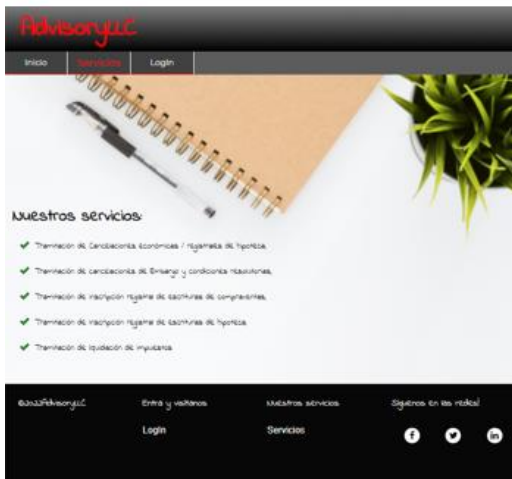 AdvisoryLLC
Inicio Servicios LogIn
Nuestros servicios:
Tramitación de Cancelaciones económicas / registrales de hipoteca.
Tramitación de cancelaciones de Embargo y condiciones resolutorias.
Tramitación de inscripción registral de escrituras de compraventas.
Tramitación de inscripción registral de escrituras de hipoteca.
Tramitación de liquidación de impuestos.
©2022AdvisoryLLC Entra y visítanos Nuestros servicios Síguenos en las redes!
LogIn Servicios